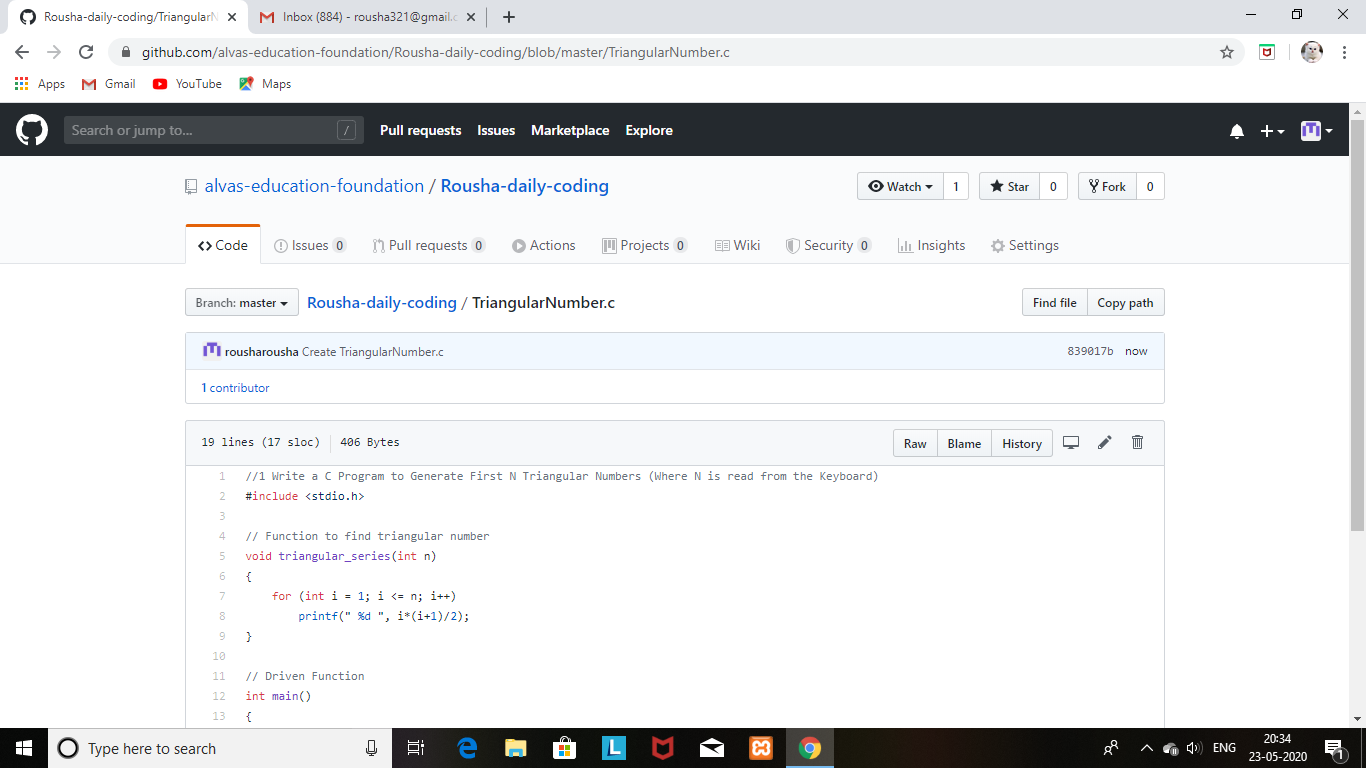 Rousha-daily-coding/TriangularN
Inbox (884) - rousha321@gmail.c
github.com/alvas-education-foundation/Rousha-daily-coding/blob/master/TriangularNumber.c
Apps Gmail YouTube Maps
Search or jump to... / Pull requests Issues Marketplace Explore
alvas-education-foundation / Rousha-daily-coding
Watch 1 Star 0 Fork 0
Code Issues 0 Pull requests 0 Actions Projects 0 Wiki Security 0 Insights Settings
Branch: master Rousha-daily-coding / TriangularNumber.c Find file Copy path
rousharousha Create TriangularNumber.c 839017b now
1 contributor
19 lines (17 sloc) 406 Bytes Raw Blame History
1 //1 Write a C Program to Generate First N Triangular Numbers (Where N is read from the Keyboard)
2 #include <stdio.h>
3
4 // Function to find triangular number
5 void triangular_series(int n)
6 {
7 for (int i = 1; i <= n; i++)
8 printf(" %d ", i*(i+1)/2);
9 }
10
11 // Driven Function
12 int main()
13 {
Type here to search
L
ENG
20:34
23-05-2020
1